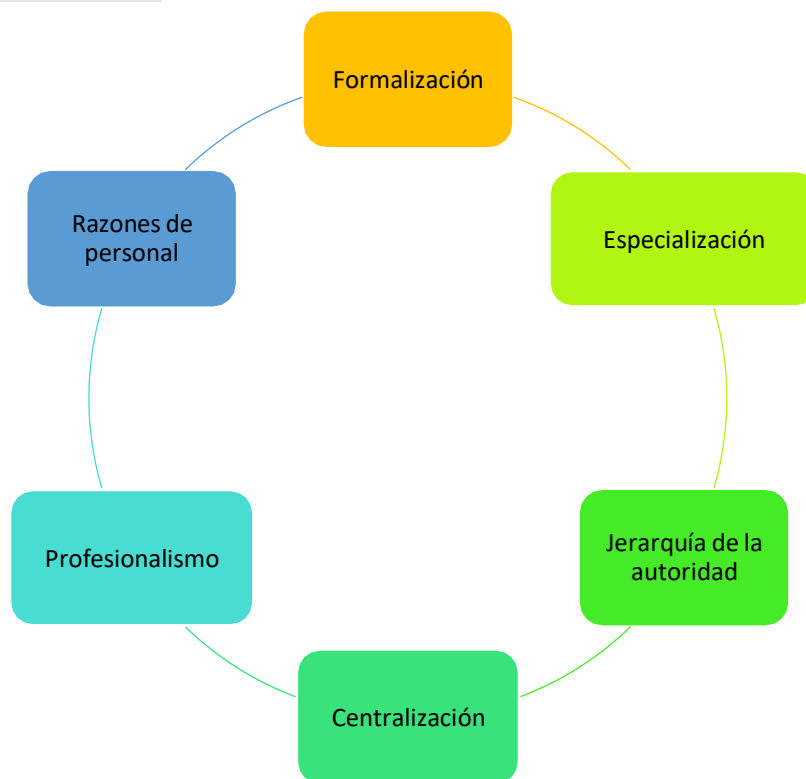 Formalización
Especialización
Jerarquía de la
autoridad
Centralización
Profesionalismo
Razones de
personal